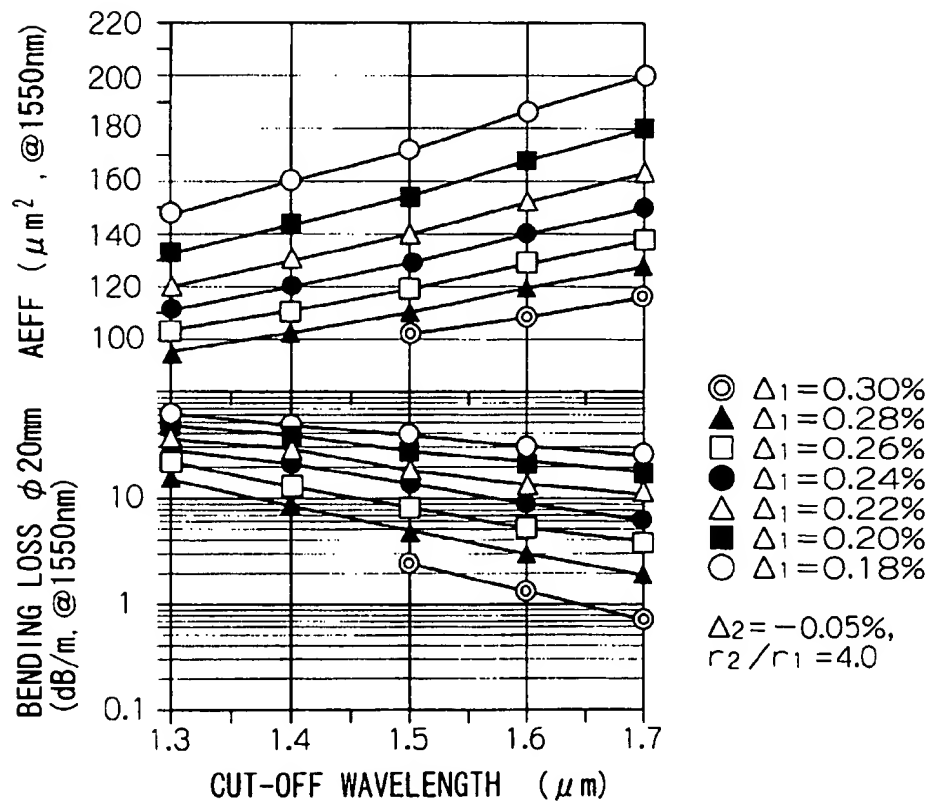 220
200
180
160
140
120
100
AEFF (μm², @1550nm)
10
1
0.1
BENDING LOSS φ20mm
(dB/m, @1550nm)
1.3 1.4 1.5 1.6 1.7
CUT-OFF WAVELENGTH (μm)
◎ Δ1=0.30%
▲ Δ1=0.28%
□ Δ1=0.26%
● Δ1=0.24%
△ Δ1=0.22%
■ Δ1=0.20%
○ Δ1=0.18%
Δ2=-0.05%,
r2/r1=4.0